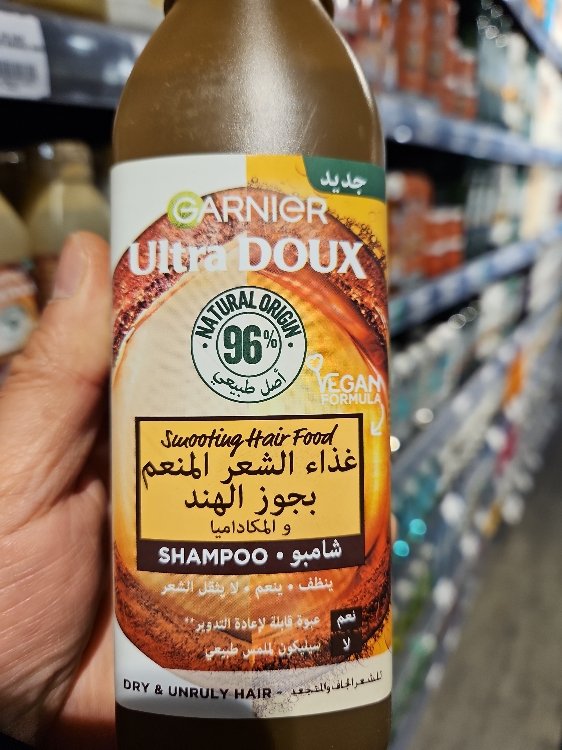 جديد
GARNIER
Ultra DOUX
NATURAL ORIGIN
96%
أصل طبيعي
VEGAN
FORMULA
Smooting Hair Food
غذاء الشعر المنعم
بجوز الهند
و المكاداميا
SHAMPOO • شامبو
ينظف • ينعم • لا يثقل الشعر
نعم عبوة قابلة لإعادة التدوير**
لا سيليكون لملمس طبيعي
DRY & UNRULY HAIR - للشعر الجاف والمتجعد